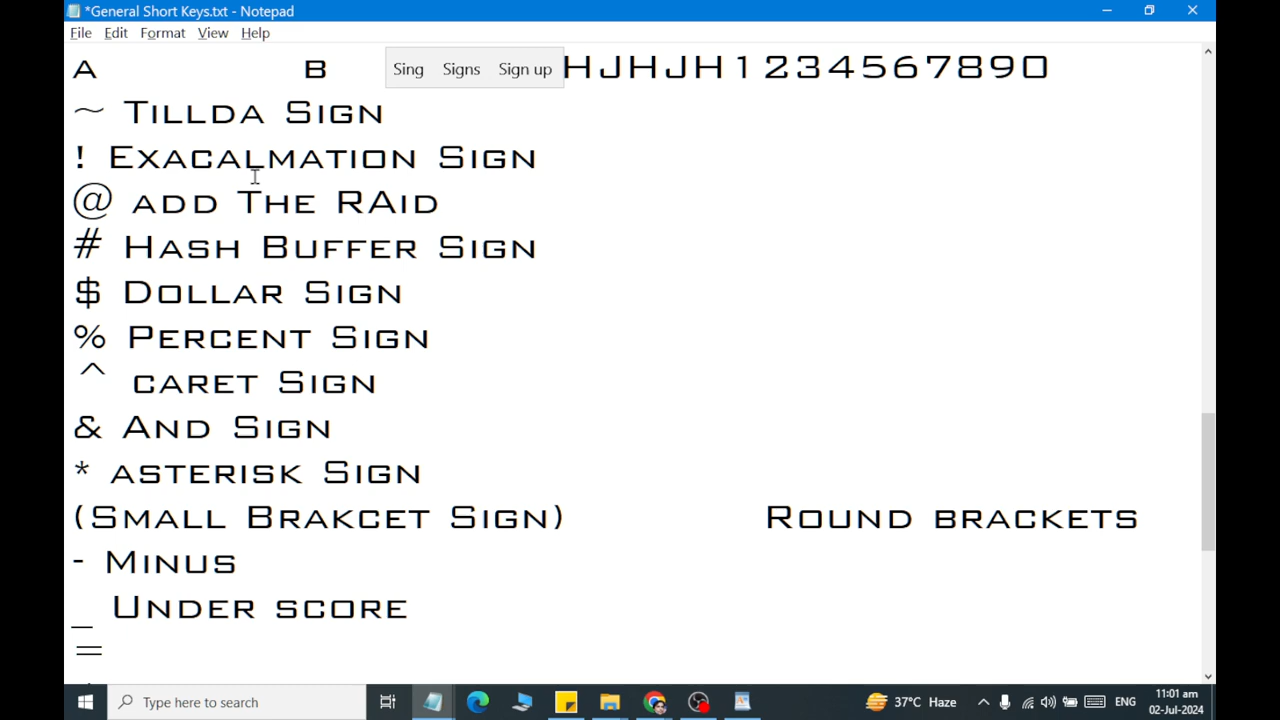 *General Short Keys.txt - Notepad
File Edit Format View Help
A B HJHJH1234567890
Sing Signs Sign up
~ Tillda Sign
! Exacalmation Sign
@ add The RAid
# Hash Buffer Sign
$ Dollar Sign
% Percent Sign
^ caret Sign
& And Sign
* asterisk Sign
(Small Brakcet Sign) Round brackets
- Minus
_ Under score
=
Type here to search
37°C Haze
ENG
11:01 am
02-Jul-2024